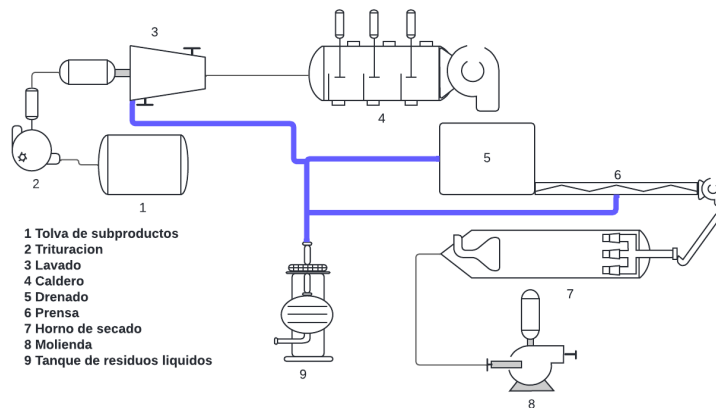 3
4
2
1
5
6
7
8
9
1 Tolva de subproductos
2 Trituracion
3 Lavado
4 Caldero
5 Drenado
6 Prensa
7 Horno de secado
8 Molienda
9 Tanque de residuos liquidos